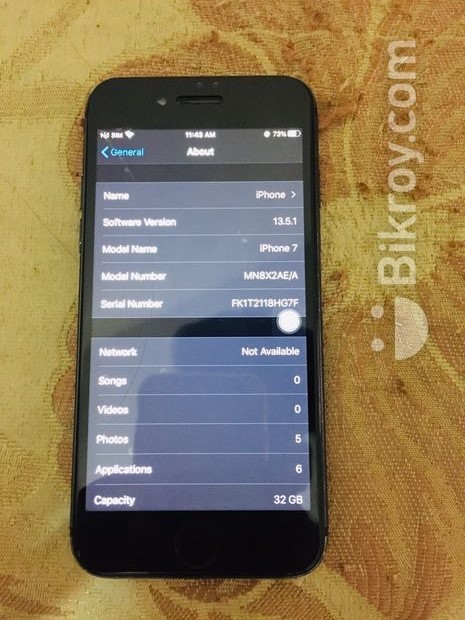 No SIM 11:43 AM 73%
General About
Name iPhone
Software Version 13.5.1
Model Name iPhone 7
Model Number MN8X2AE/A
Serial Number FK1T2118HG7F
Network Not Available
Songs 0
Videos 0
Photos 5
Applications 6
Capacity 32 GB
Bikroy.com